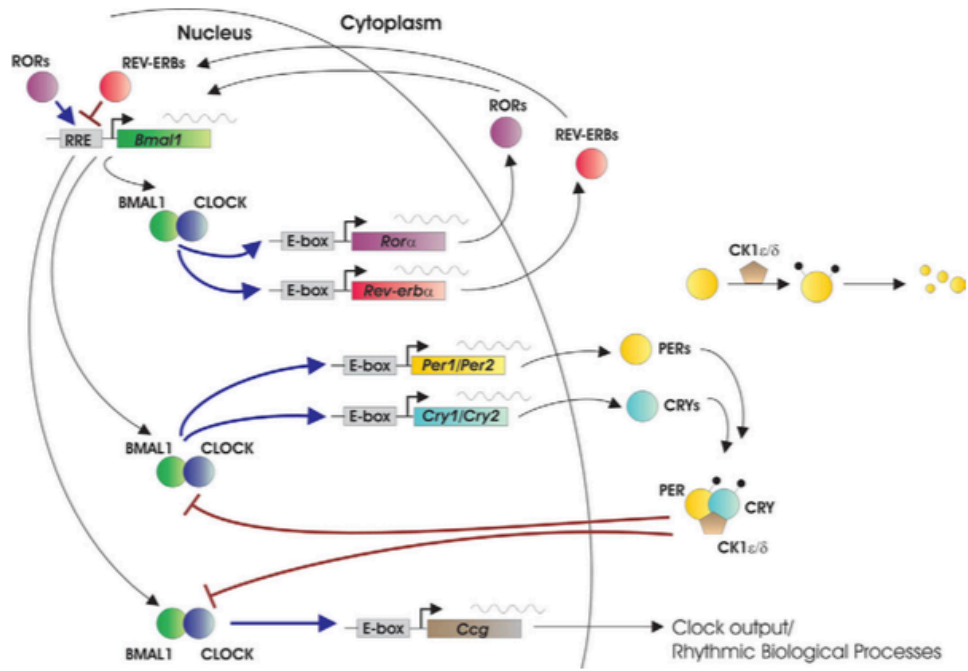 Nucleus
Cytoplasm
RORs
REV-ERBs
RRE
Bmal1
RORs
REV-ERBs
BMAL1
CLOCK
E-box
Rorα
E-box
Rev-erbα
CK1ε/δ
E-box
Per1/Per2
PERs
E-box
Cry1/Cry2
CRYs
BMAL1
CLOCK
PER
CRY
CK1ε/δ
BMAL1
CLOCK
E-box
Ccg
Clock output/
Rhythmic Biological Processes